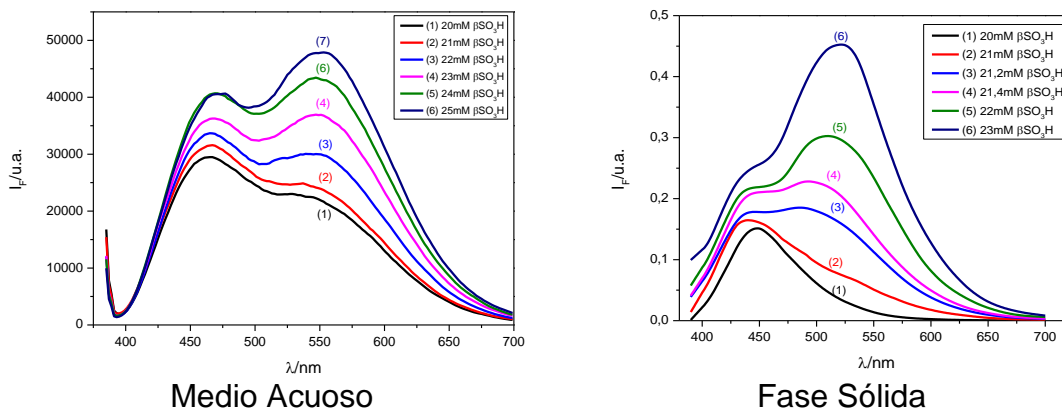 50000
40000
30000
20000
10000
I_F/u.a.
(1) 20mM βSO₃H
(2) 21mM βSO₃H
(3) 22mM βSO₃H
(4) 23mM βSO₃H
(5) 24mM βSO₃H
(6) 25mM βSO₃H
(7)
(6)
(4)
(3)
(2)
(1)
400 450 500 550 600 650 700
λ/nm
Medio Acuoso
0,5
0,4
0,3
0,2
0,1
0,0
I_F/u.a.
(1) 20mM βSO₃H
(2) 21mM βSO₃H
(3) 21,2mM βSO₃H
(4) 21,4mM βSO₃H
(5) 22mM βSO₃H
(6) 23mM βSO₃H
(6)
(5)
(4)
(3)
(2)
(1)
400 450 500 550 600 650 700
λ/nm
Fase Sólida